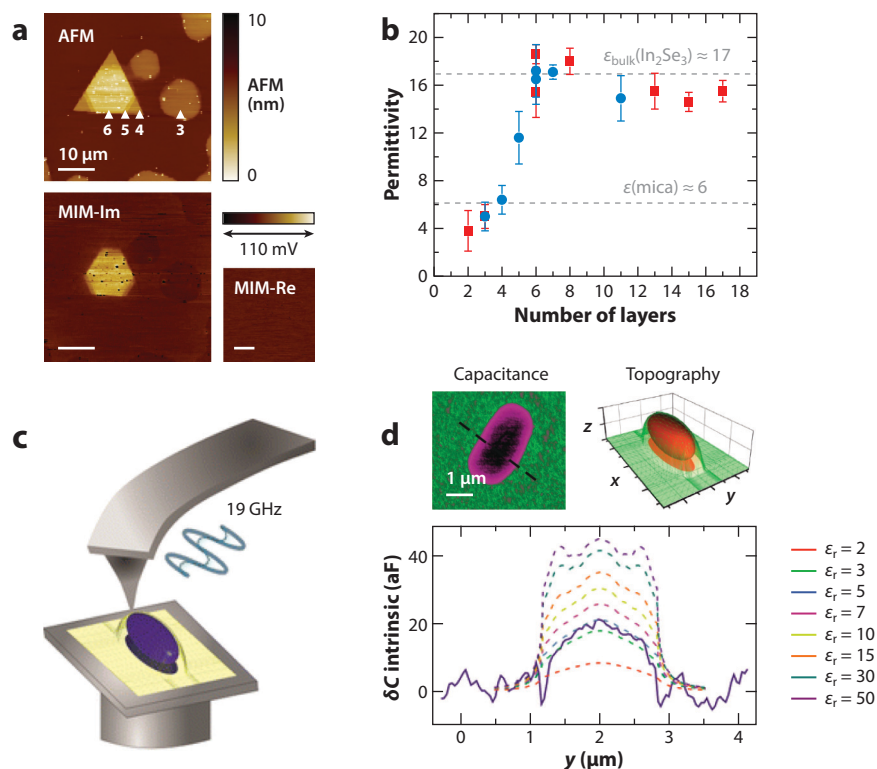 a
AFM
10
AFM
(nm)
0
6 5 4 3
10 µm
MIM-Im
110 mV
MIM-Re
b
Permittivity
20
16
12
8
4
0
ε_bulk(In₂Se₃) ≈ 17
ε(mica) ≈ 6
0 2 4 6 8 10 12 14 16 18
Number of layers
c
19 GHz
d
Capacitance
1 µm
Topography
z
x
y
δC intrinsic (aF)
40
20
0
0 1 2 3 4
y (µm)
εᵣ = 2
εᵣ = 3
εᵣ = 5
εᵣ = 7
εᵣ = 10
εᵣ = 15
εᵣ = 30
εᵣ = 50